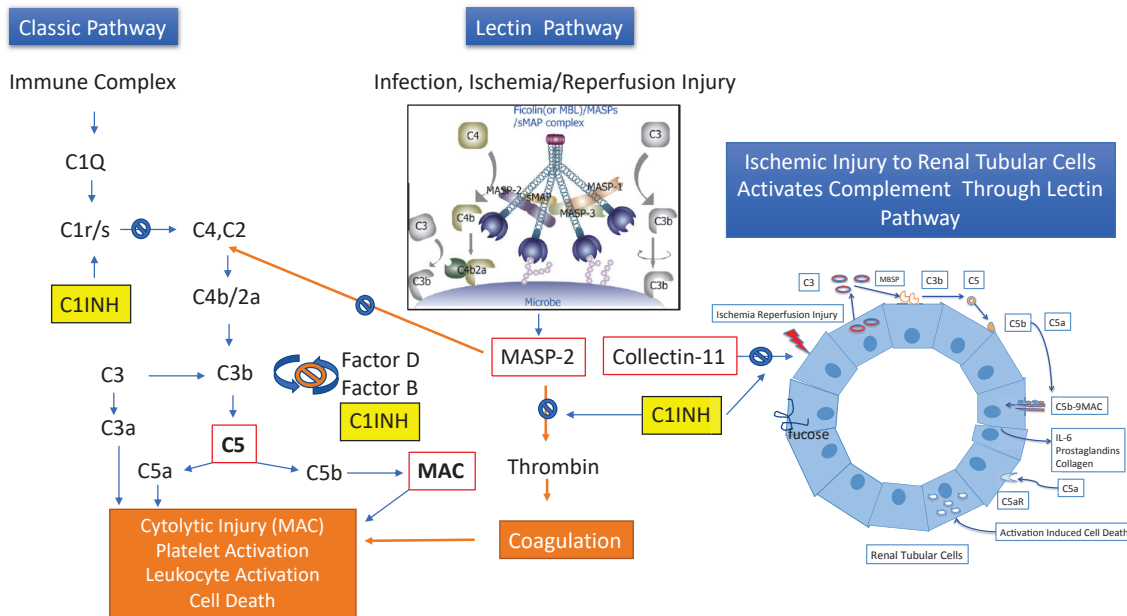 Classic Pathway
Lectin Pathway
Immune Complex
C1Q
C1r/s
C4,C2
C1INH
C4b/2a
C3
C3b
Factor D
Factor B
C1INH
C3a
C5
C5a
C5b
MAC
Cytolytic Injury (MAC)
Platelet Activation
Leukocyte Activation
Cell Death
Infection, Ischemia/Reperfusion Injury
Ficolin(or MBL)/MASPs
/sMAP complex
C4
C3
MASP-2
sMAP
MASP-1
MASP-3
C4b
C3
C3b
C4b2a
C3b
C3b
Microbe
MASP-2
Collectin-11
C1INH
Thrombin
Coagulation
Ischemic Injury to Renal Tubular Cells
Activates Complement Through Lectin
Pathway
C3
MBSP
C3b
C5
Ischemia Reperfusion Injury
C5b
C5a
C5b-9MAC
fucose
IL-6
Prostaglandins
Collagen
C5a
C5aR
Activation Induced Cell Death
Renal Tubular Cells